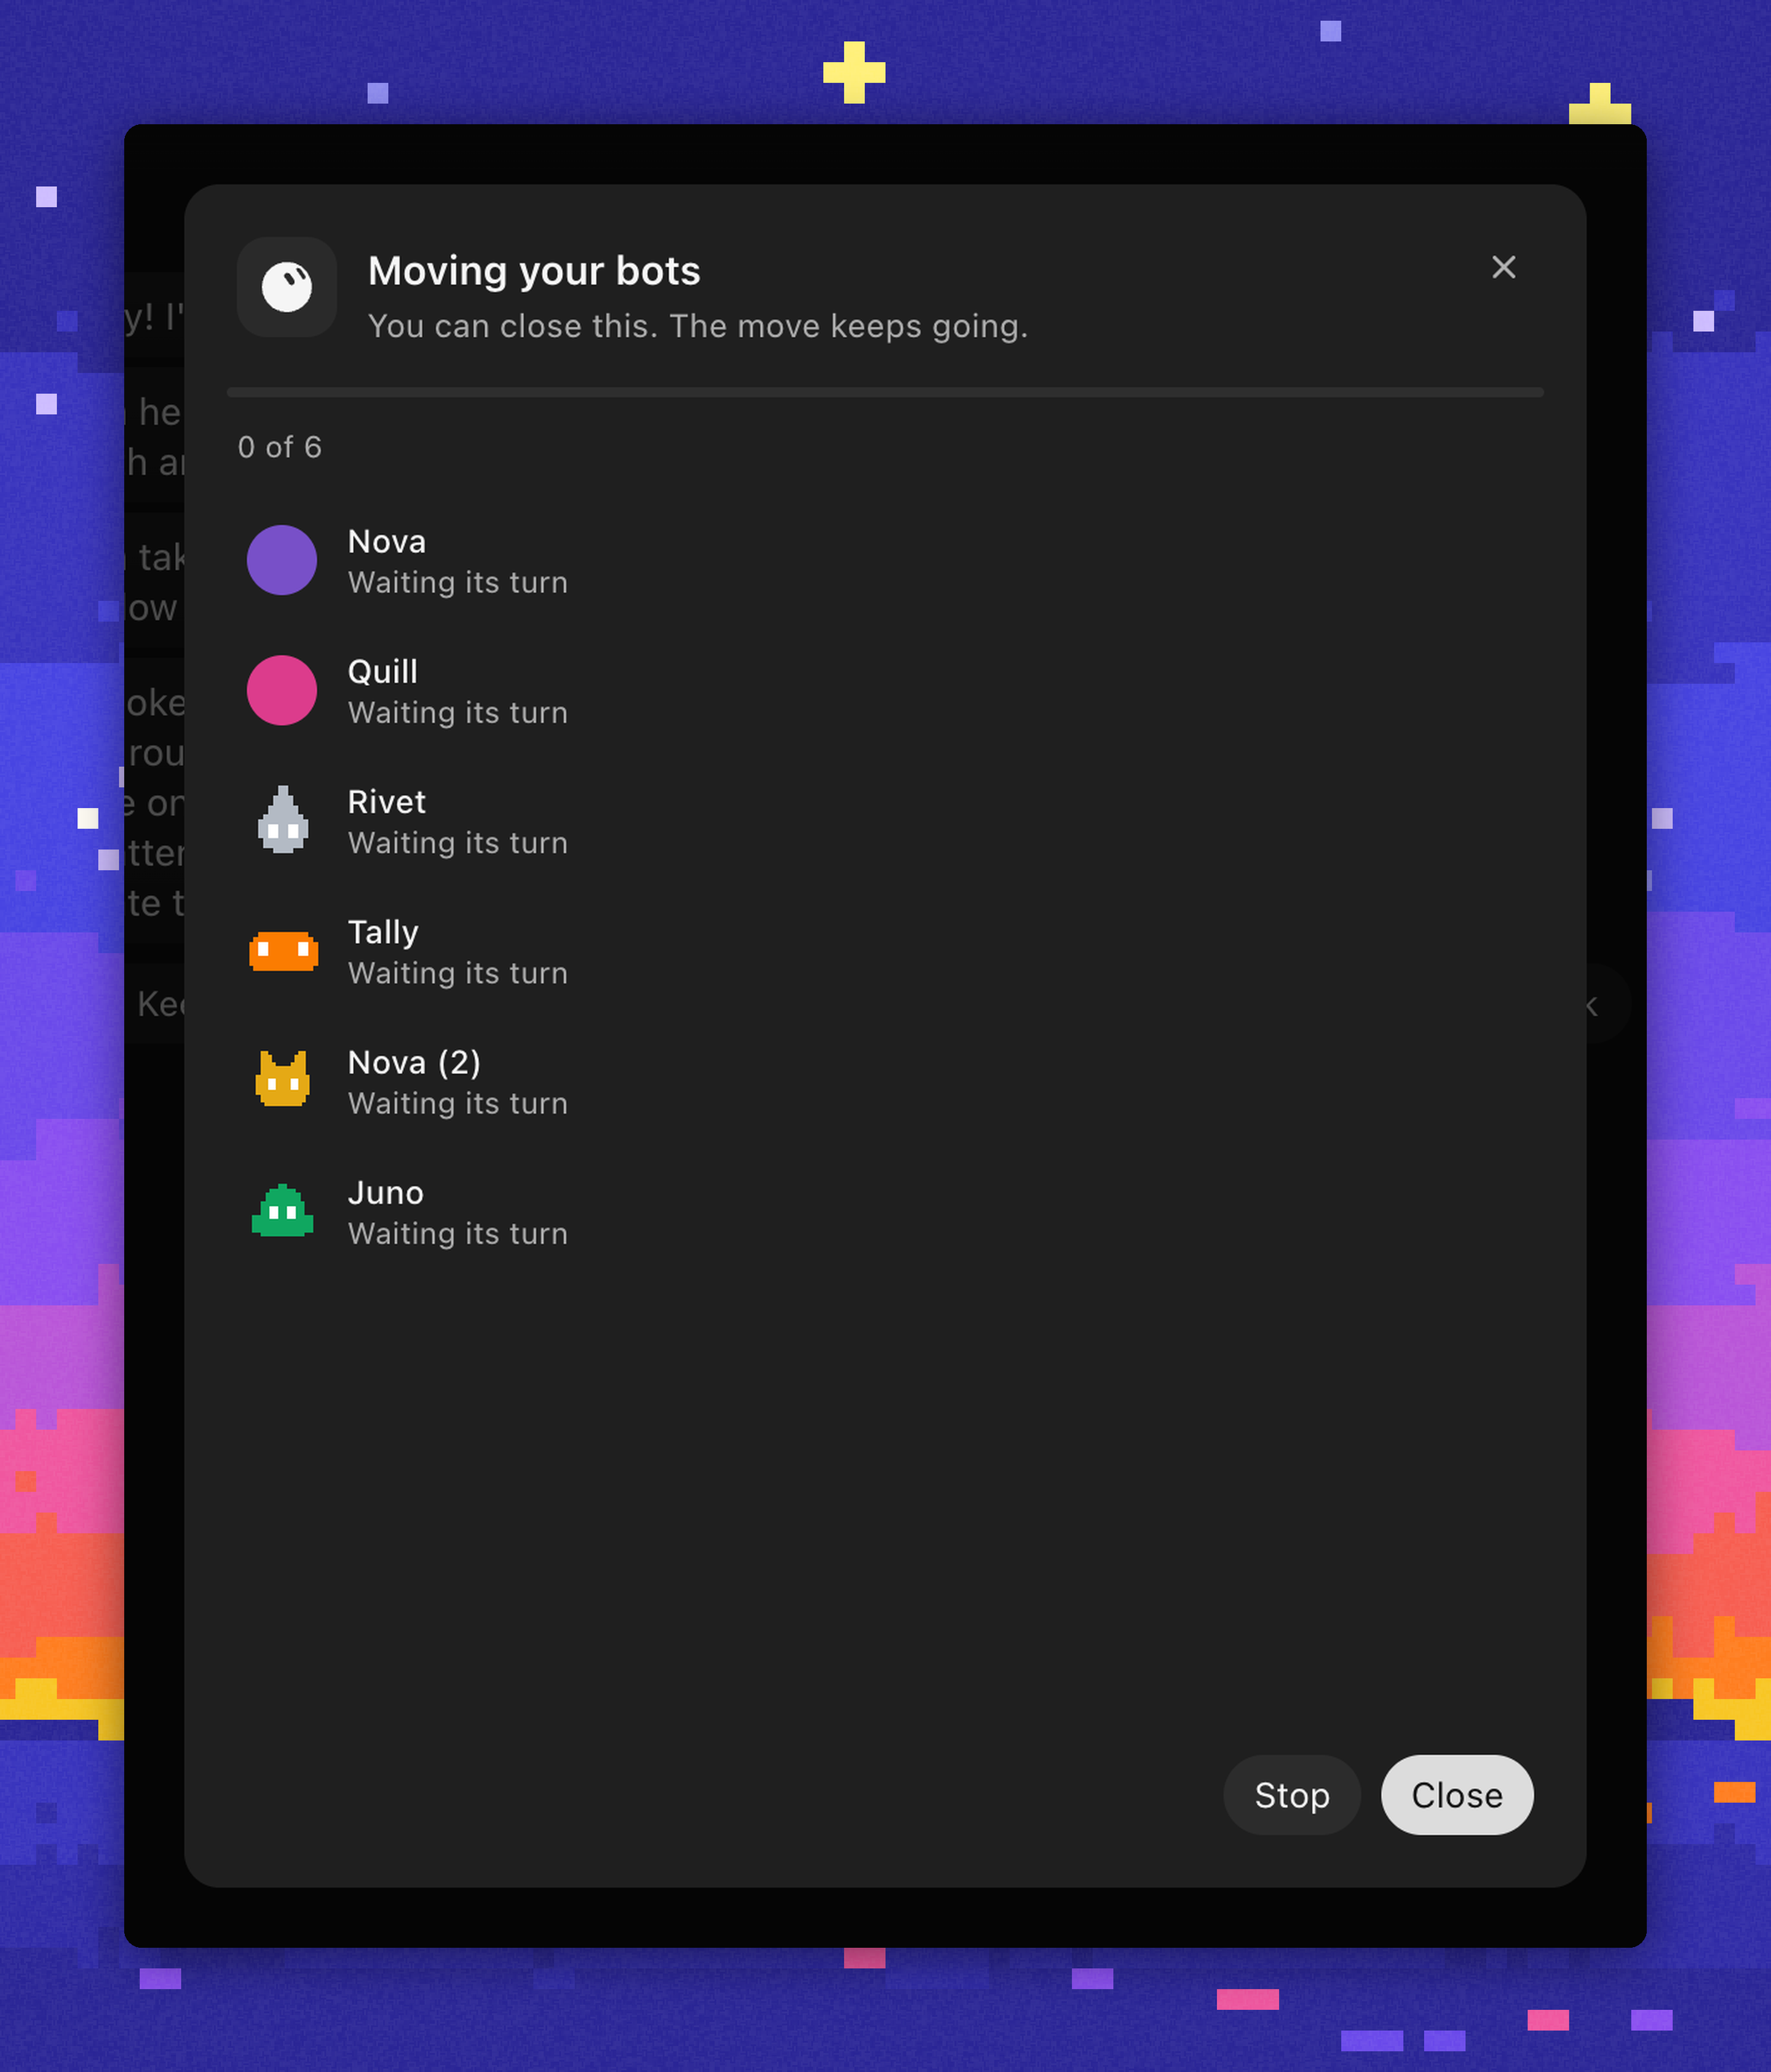 Moving your bots
You can close this. The move keeps going.
0 of 6
Nova
Waiting its turn
Quill
Waiting its turn
Rivet
Waiting its turn
Tally
Waiting its turn
Nova (2)
Waiting its turn
Juno
Waiting its turn
Stop
Close